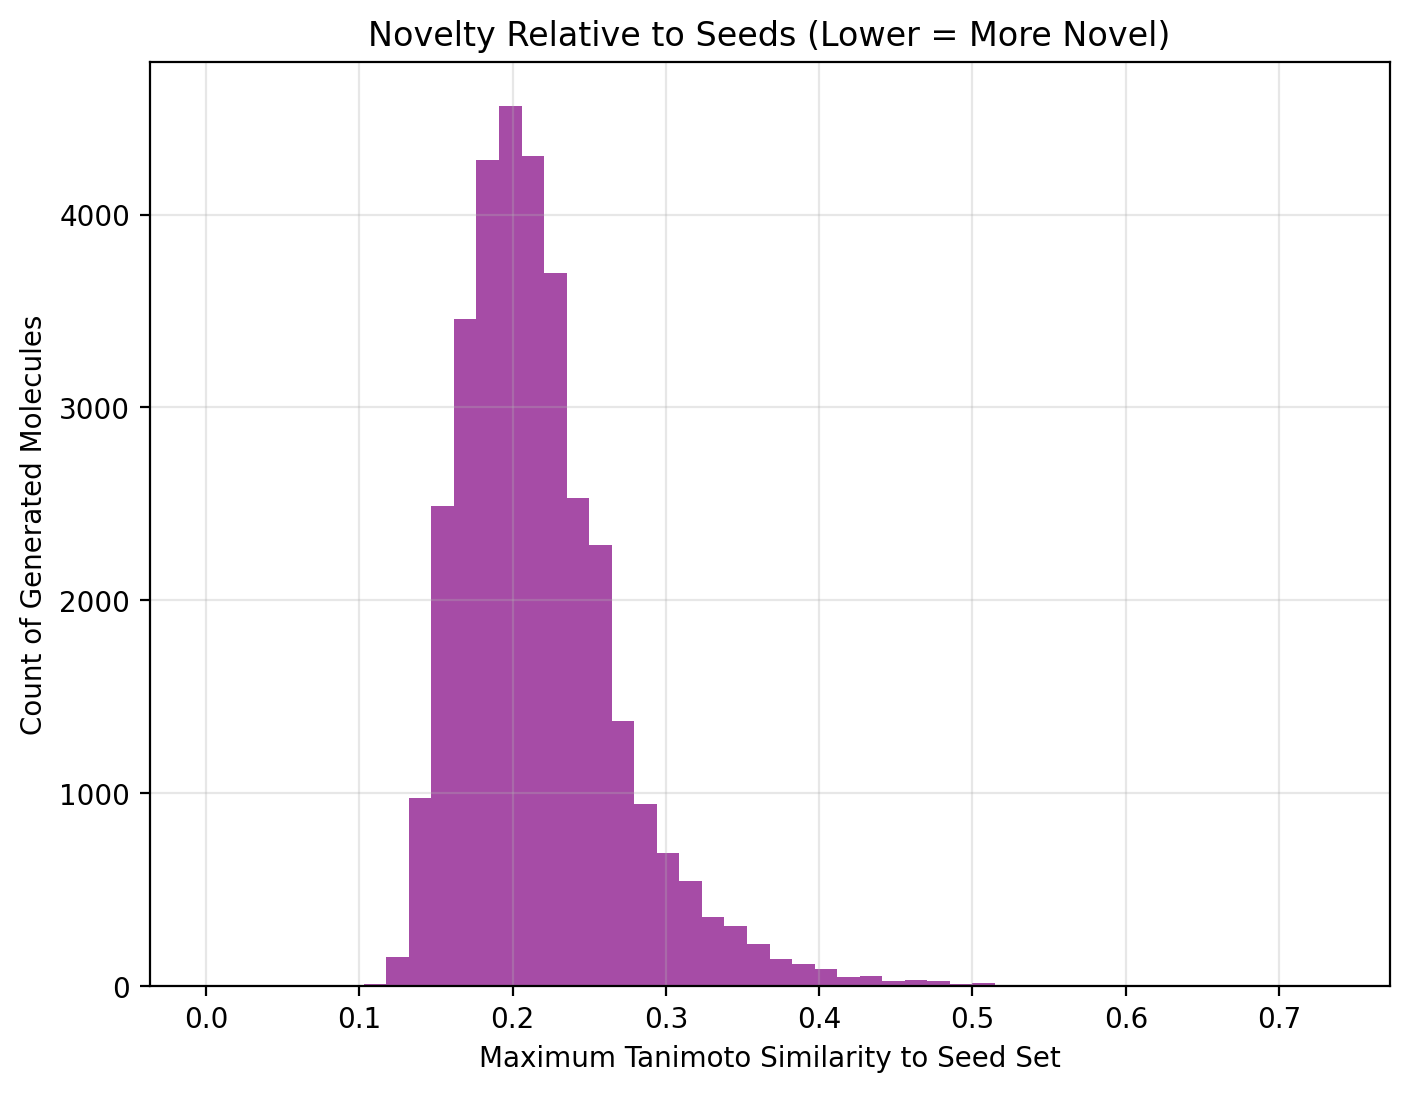 Novelty Relative to Seeds (Lower = More Novel)
Count of Generated Molecules
4000
3000
2000
1000
0
0.0 0.1 0.2 0.3 0.4 0.5 0.6 0.7
Maximum Tanimoto Similarity to Seed Set